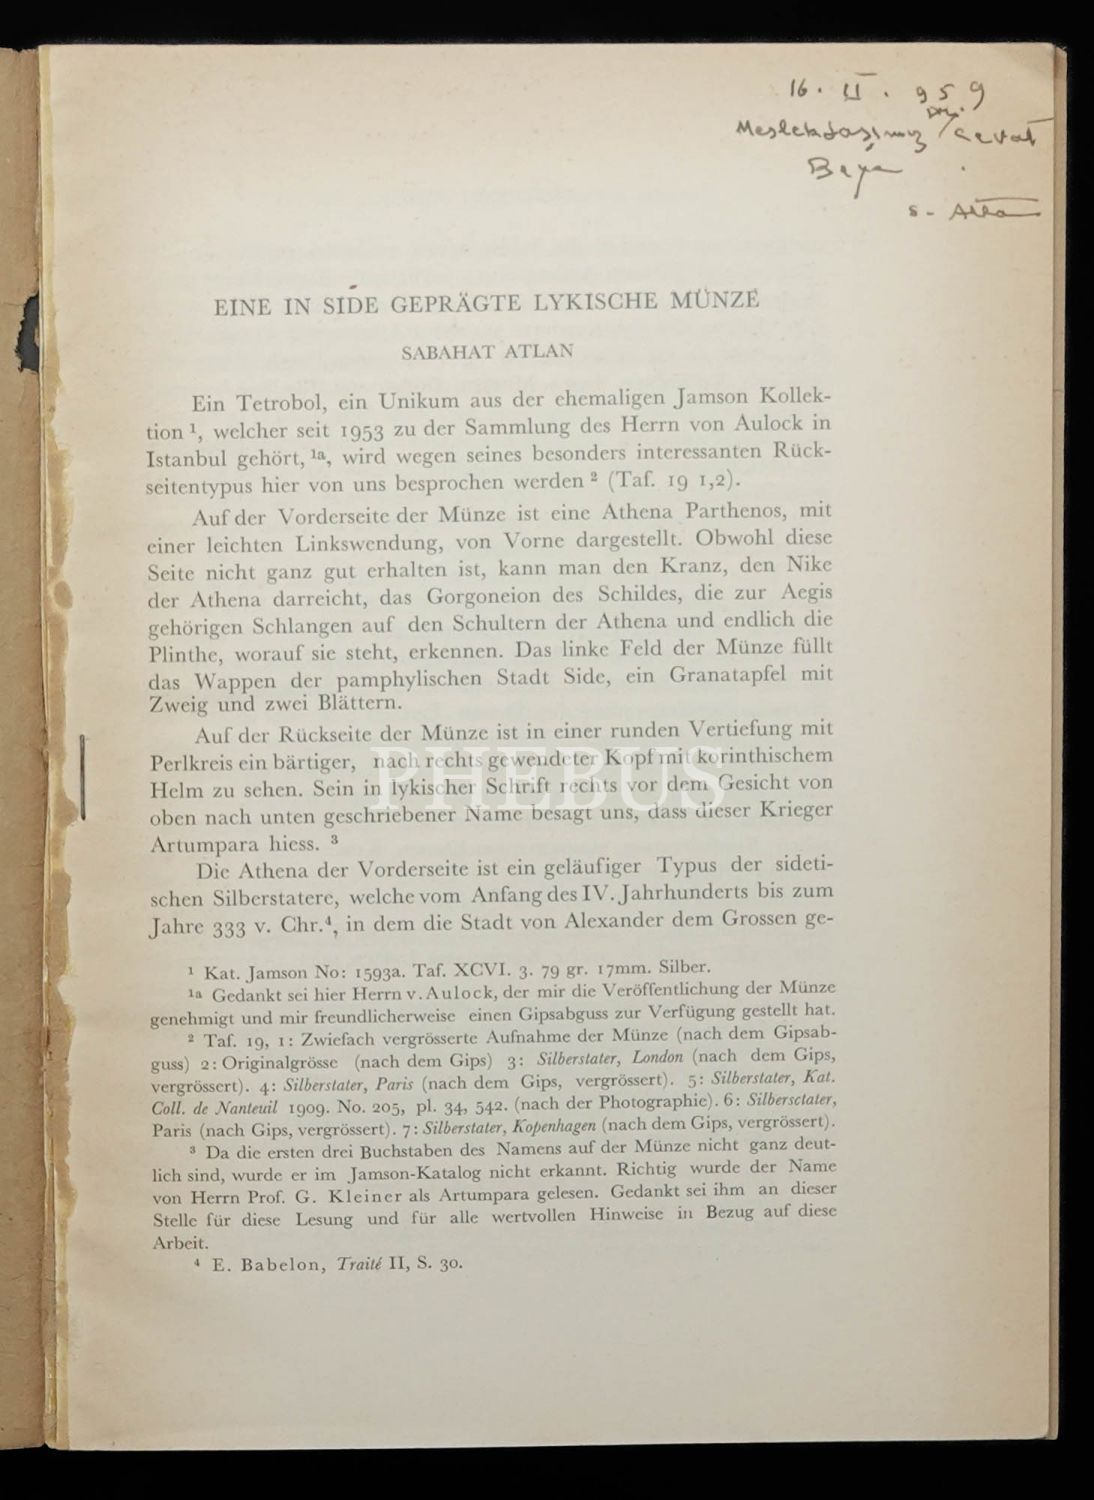 16. II. 959
Meslekdaşımız Dr. Cevat
Beye
S. Atlan
EINE IN SIDE GEPRÄGTE LYKISCHE MÜNZE
SABAHAT ATLAN
Ein Tetrobol, ein Unikum aus der ehemaligen Jamson Kollek-
tion ¹, welcher seit 1953 zu der Sammlung des Herrn von Aulock in
Istanbul gehört, ¹ᵃ, wird wegen seines besonders interessanten Rück-
seitentypus hier von uns besprochen werden ² (Taf. 19 1,2).
Auf der Vorderseite der Münze ist eine Athena Parthenos, mit
einer leichten Linkswendung, von Vorne dargestellt. Obwohl diese
Seite nicht ganz gut erhalten ist, kann man den Kranz, den Nike
der Athena darreicht, das Gorgoneion des Schildes, die zur Aegis
gehörigen Schlangen auf den Schultern der Athena und endlich die
Plinthe, worauf sie steht, erkennen. Das linke Feld der Münze füllt
das Wappen der pamphylischen Stadt Side, ein Granatapfel mit
Zweig und zwei Blättern.
Auf der Rückseite der Münze ist in einer runden Vertiefung mit
Perlkreis ein bärtiger, nach rechts gewendeter Kopf mit korinthischem
Helm zu sehen. Sein in lykischer Schrift rechts vor dem Gesicht von
oben nach unten geschriebener Name besagt uns, dass dieser Krieger
Artumpara hiess. ³
PHEBUS
Die Athena der Vorderseite ist ein geläufiger Typus der sideti-
schen Silberstatere, welche vom Anfang des IV. Jahrhunderts bis zum
Jahre 333 v. Chr.⁴, in dem die Stadt von Alexander dem Grossen ge-
¹ Kat. Jamson No: 1593a. Taf. XCVI. 3. 79 gr. 17mm. Silber.
¹ᵃ Gedankt sei hier Herrn v. Aulock, der mir die Veröffentlichung der Münze
genehmigt und mir freundlicherweise einen Gipsabguss zur Verfügung gestellt hat.
² Taf. 19, 1: Zwiefach vergrösserte Aufnahme der Münze (nach dem Gipsab-
guss) 2: Originalgrösse (nach dem Gips) 3: Silberstater, London (nach dem Gips,
vergrössert). 4: Silberstater, Paris (nach dem Gips, vergrössert). 5: Silberstater, Kat.
Coll. de Nanteuil 1909. No. 205, pl. 34, 542. (nach der Photographie). 6: Silbersctater,
Paris (nach Gips, vergrössert). 7: Silberstater, Kopenhagen (nach dem Gips, vergrössert).
³ Da die ersten drei Buchstaben des Namens auf der Münze nicht ganz deut-
lich sind, wurde er im Jamson-Katalog nicht erkannt. Richtig wurde der Name
von Herrn Prof. G. Kleiner als Artumpara gelesen. Gedankt sei ihm an dieser
Stelle für diese Lesung und für alle wertvollen Hinweise in Bezug auf diese
Arbeit.
⁴ E. Babelon, Traité II, S. 30.